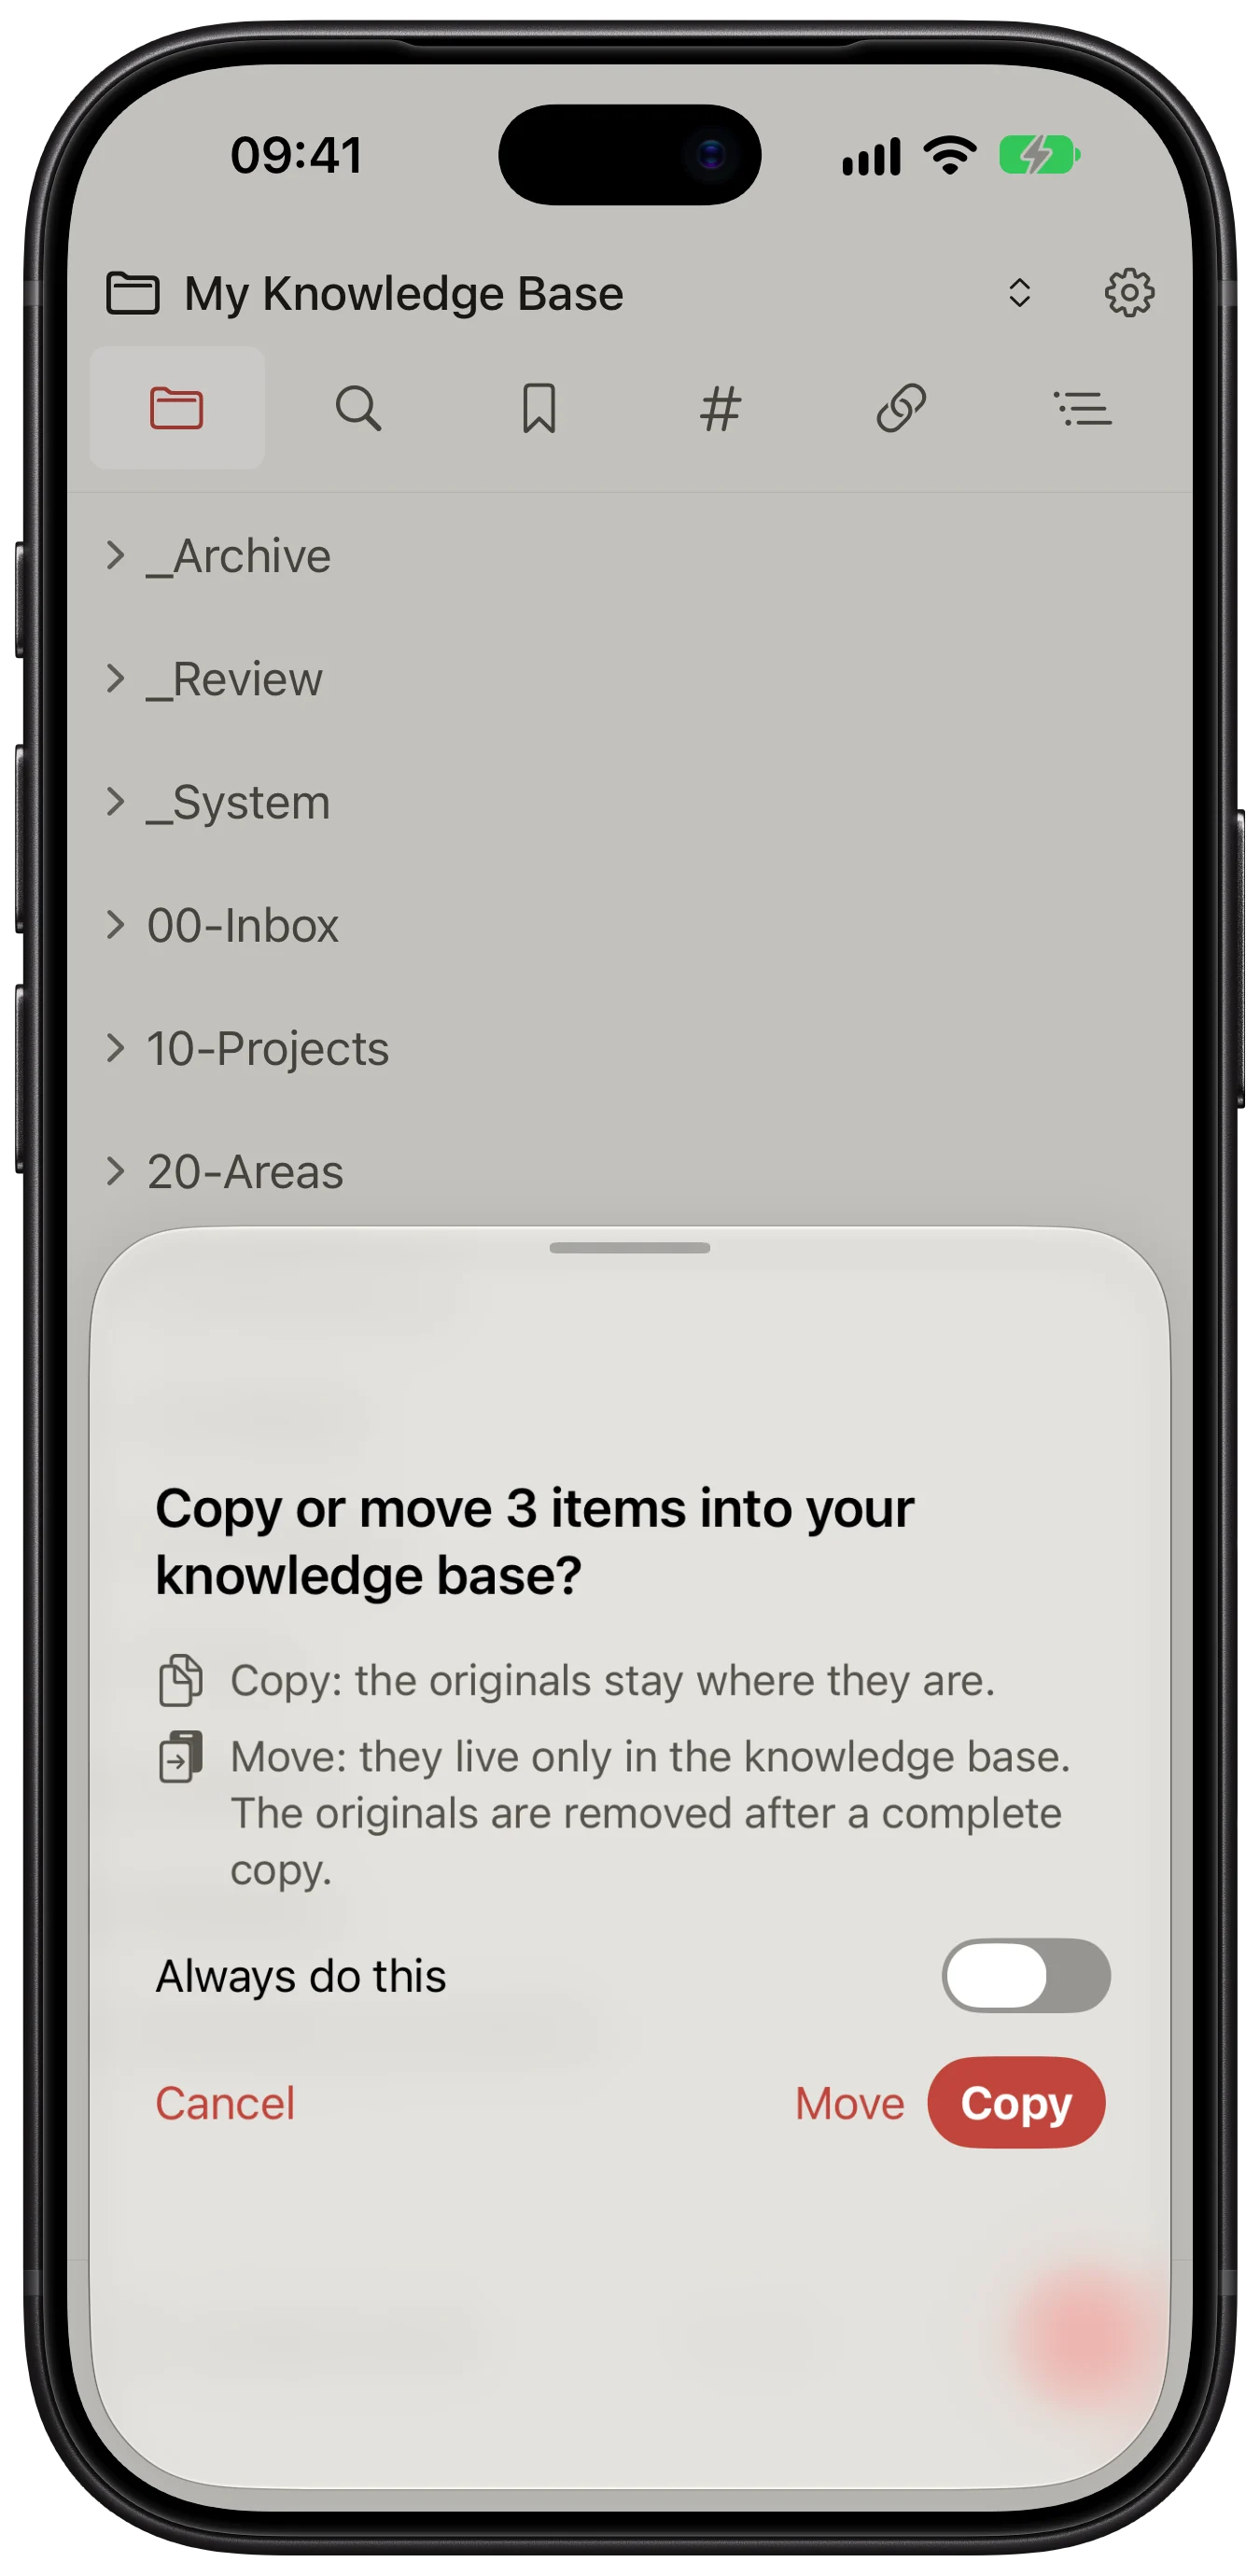 09:41
My Knowledge Base
_Archive
_Review
_System
00-Inbox
10-Projects
20-Areas
Copy or move 3 items into your
knowledge base?
Copy: the originals stay where they are.
Move: they live only in the knowledge base.
The originals are removed after a complete
copy.
Always do this
Cancel
Move
Copy